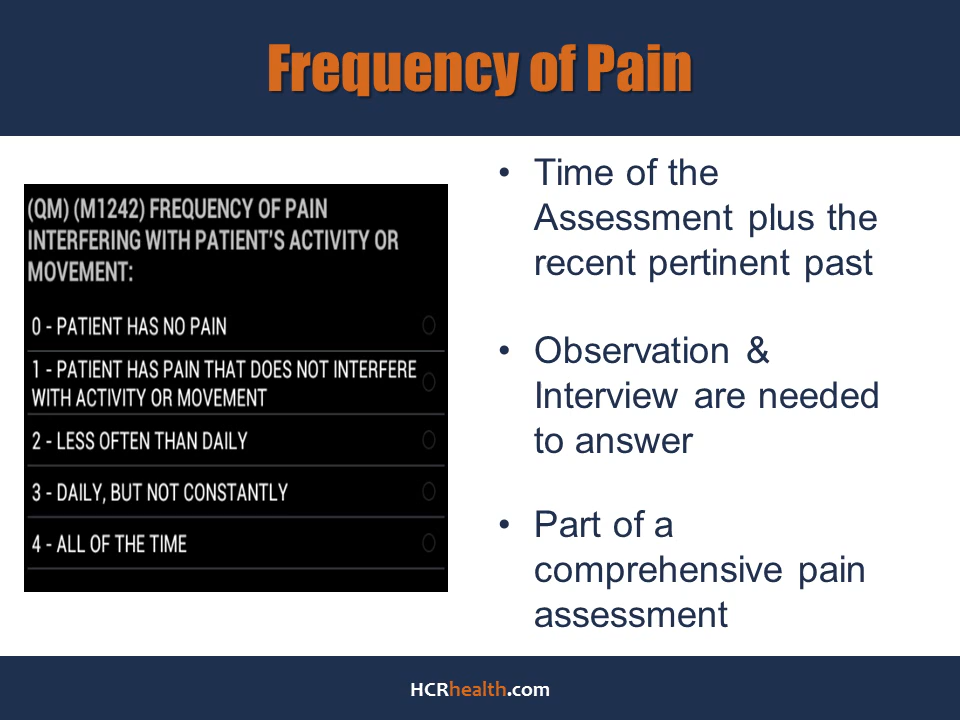 Frequency of Pain
(QM) (M1242) FREQUENCY OF PAIN
INTERFERING WITH PATIENT'S ACTIVITY OR
MOVEMENT:
0 - PATIENT HAS NO PAIN
1 - PATIENT HAS PAIN THAT DOES NOT INTERFERE
WITH ACTIVITY OR MOVEMENT
2 - LESS OFTEN THAN DAILY
3 - DAILY, BUT NOT CONSTANTLY
4 - ALL OF THE TIME
• Time of the
Assessment plus the
recent pertinent past
• Observation &
Interview are needed
to answer
• Part of a
comprehensive pain
assessment
HCRhealth.com